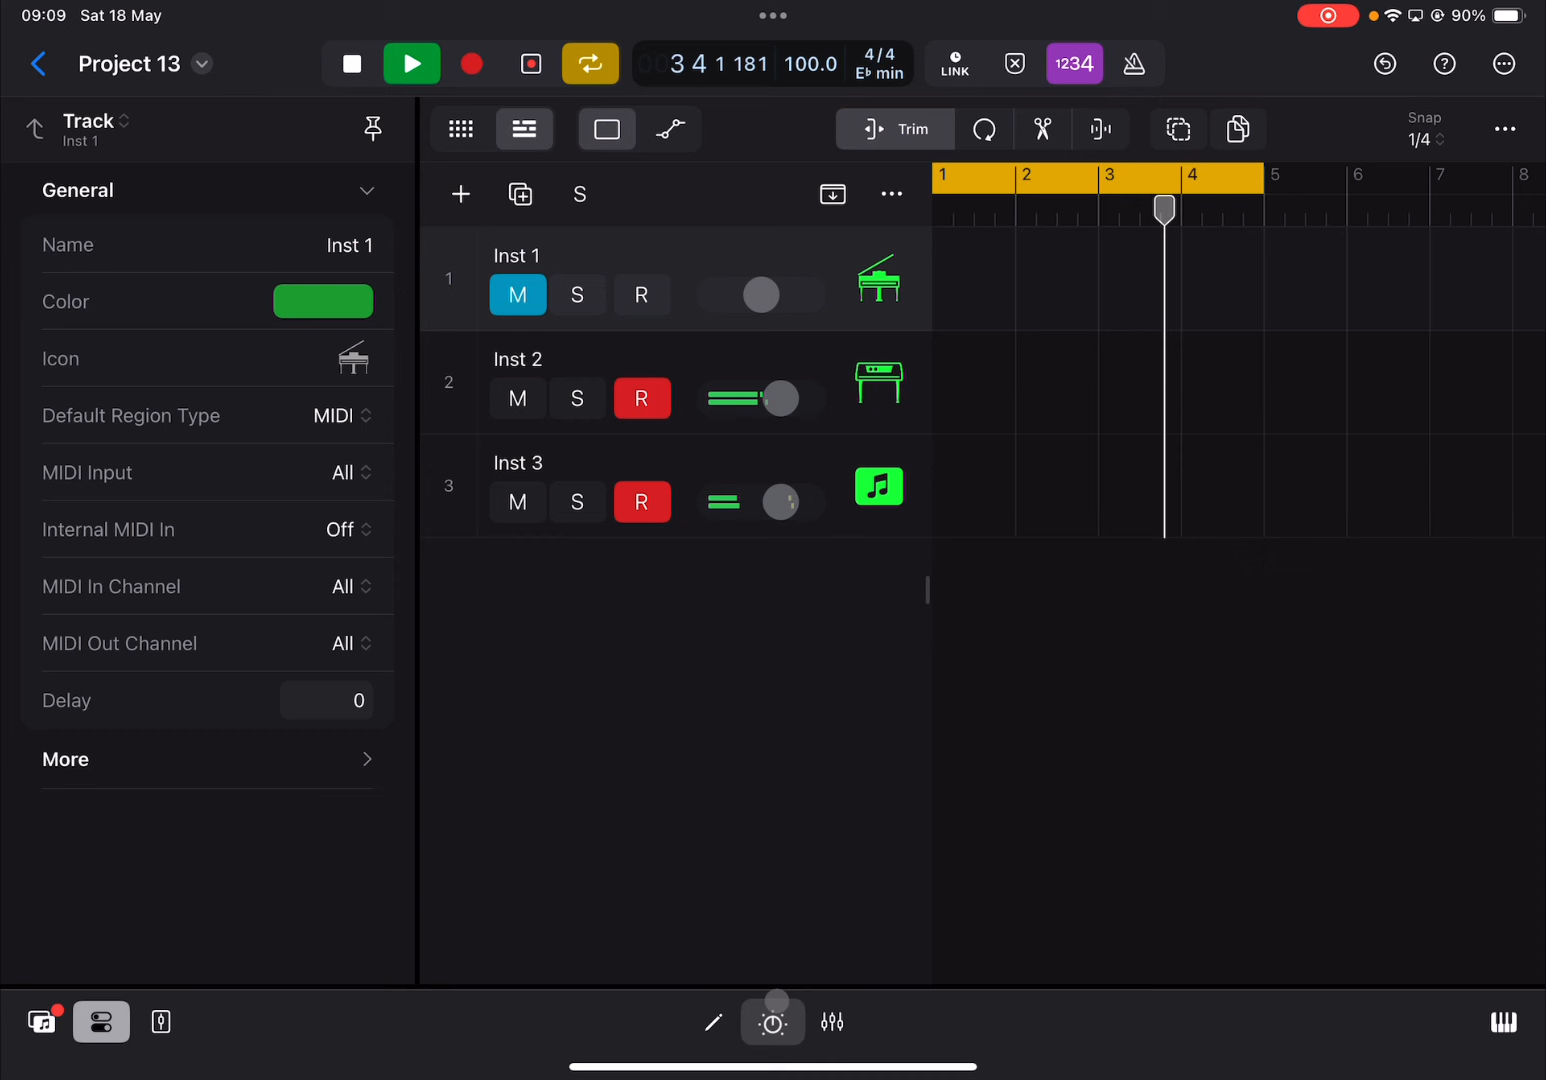 09:09 Sat 18 May
90%
Project 13
3 4 1 181
100.0
4/4
E♭ min
LINK
1234
Track
Inst 1
Trim
Snap
1/4
General
S
1 2 3 4 5 6 7 8
Name Inst 1
Color
Icon
Default Region Type MIDI
MIDI Input All
Internal MIDI In Off
MIDI In Channel All
MIDI Out Channel All
Delay 0
More
Inst 1
1 M S R
Inst 2
2 M S R
Inst 3
3 M S R